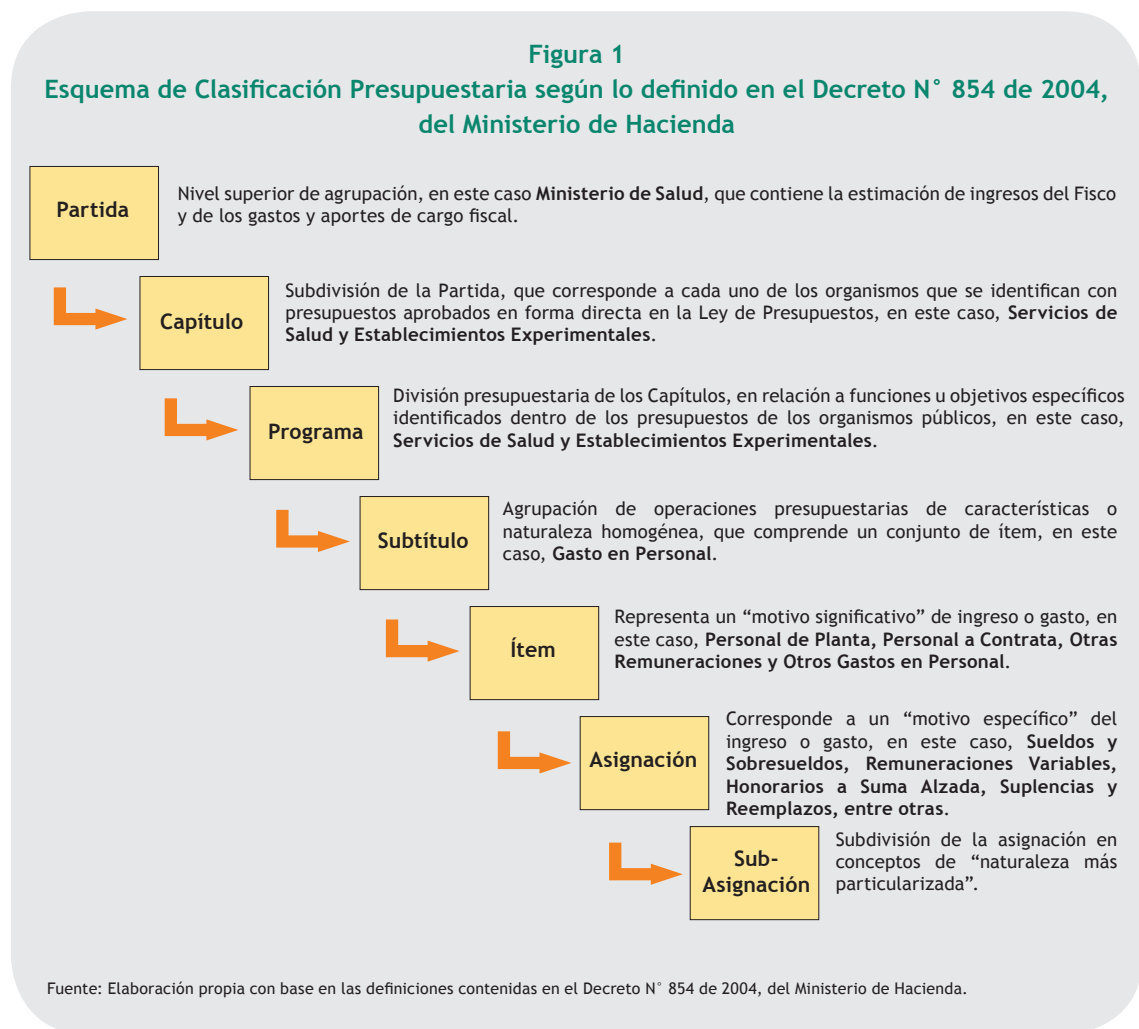 Figura 1
Esquema de Clasificación Presupuestaria según lo definido en el Decreto N° 854 de 2004,
del Ministerio de Hacienda
Partida
Nivel superior de agrupación, en este caso Ministerio de Salud, que contiene la estimación de ingresos del Fisco
y de los gastos y aportes de cargo fiscal.
Capítulo
Subdivisión de la Partida, que corresponde a cada uno de los organismos que se identifican con
presupuestos aprobados en forma directa en la Ley de Presupuestos, en este caso, Servicios de
Salud y Establecimientos Experimentales.
Programa
División presupuestaria de los Capítulos, en relación a funciones u objetivos específicos
identificados dentro de los presupuestos de los organismos públicos, en este caso,
Servicios de Salud y Establecimientos Experimentales.
Subtítulo
Agrupación de operaciones presupuestarias de características o
naturaleza homogénea, que comprende un conjunto de ítem, en este
caso, Gasto en Personal.
Ítem
Representa un “motivo significativo” de ingreso o gasto, en
este caso, Personal de Planta, Personal a Contrata, Otras
Remuneraciones y Otros Gastos en Personal.
Asignación
Corresponde a un “motivo específico” del
ingreso o gasto, en este caso, Sueldos y
Sobresueldos, Remuneraciones Variables,
Honorarios a Suma Alzada, Suplencias y
Reemplazos, entre otras.
Sub-
Asignación
Subdivisión de la asignación en
conceptos de “naturaleza más
particularizada”.
Fuente: Elaboración propia con base en las definiciones contenidas en el Decreto N° 854 de 2004, del Ministerio de Hacienda.